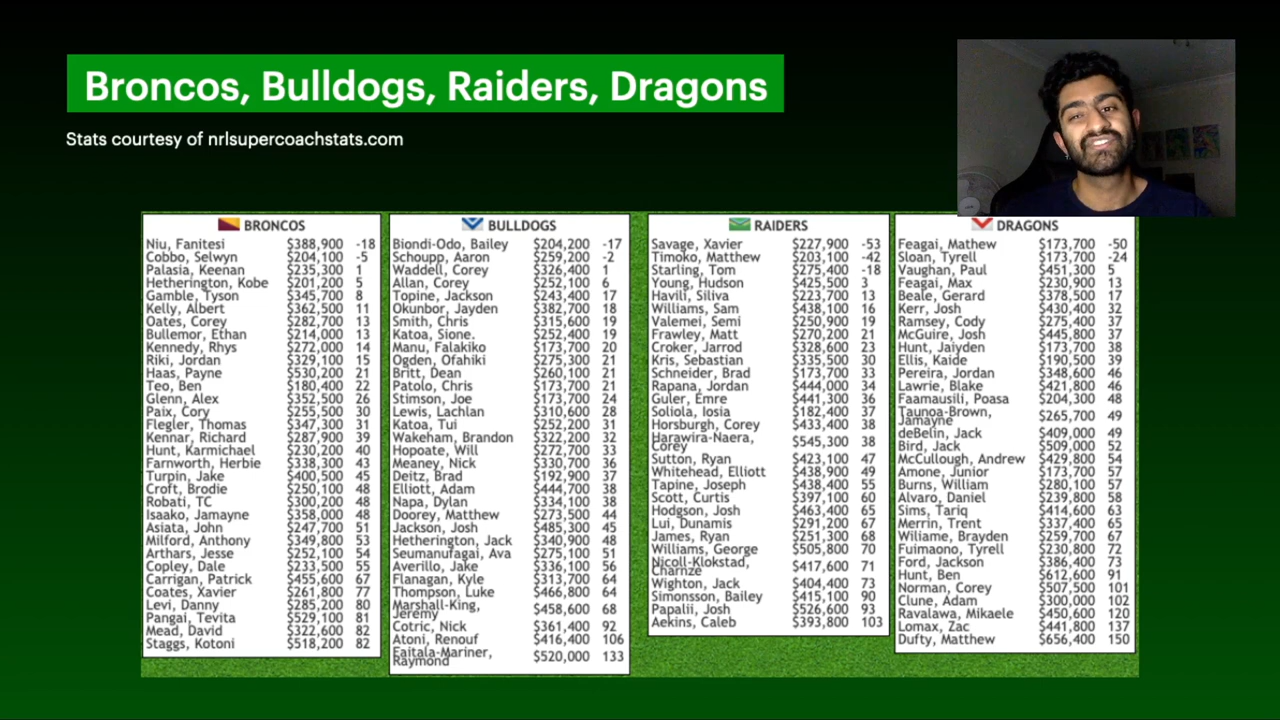 Broncos, Bulldogs, Raiders, Dragons
Stats courtesy of nrlsupercoachstats.com
BRONCOS
Niu, Fanitesi $388,900 -18
Cobbo, Selwyn $204,100 -5
Palasia, Keenan $235,300 1
Hetherington, Kobe $201,200 5
Gamble, Tyson $345,700 8
Kelly, Albert $362,500 11
Oates, Corey $282,700 13
Bullemor, Ethan $214,000 13
Kennedy, Rhys $272,000 14
Riki, Jordan $329,100 15
Haas, Payne $530,200 21
Teo, Ben $180,400 22
Glenn, Alex $352,500 26
Paix, Cory $255,500 30
Flegler, Thomas $347,300 31
Kennar, Richard $287,900 39
Hunt, Karmichael $230,200 40
Farnworth, Herbie $338,300 43
Turpin, Jake $400,500 45
Croft, Brodie $250,100 48
Robati, TC $300,200 48
Isaako, Jamayne $358,000 48
Asiata, John $247,700 51
Milford, Anthony $349,800 53
Arthars, Jesse $252,100 54
Copley, Dale $233,500 55
Carrigan, Patrick $455,600 67
Coates, Xavier $261,800 77
Levi, Danny $285,200 80
Pangai, Tevita $529,100 81
Mead, David $322,600 82
Staggs, Kotoni $518,200 82
BULLDOGS
Biondi-Odo, Bailey $204,200 -17
Schoupp, Aaron $259,200 -2
Waddell, Corey $326,400 1
Allan, Corey $252,100 6
Topine, Jackson $243,400 17
Okunbor, Jayden $382,700 18
Smith, Chris $315,600 19
Katoa, Sione. $252,400 19
Manu, Falakiko $173,700 20
Ogden, Ofahiki $275,300 21
Britt, Dean $260,100 21
Patolo, Chris $173,700 21
Stimson, Joe $173,700 24
Lewis, Lachlan $310,600 28
Katoa, Tui $252,200 31
Wakeham, Brandon $322,200 32
Hopoate, Will $272,700 33
Meaney, Nick $330,700 36
Deitz, Brad $192,900 37
Elliott, Adam $444,700 38
Napa, Dylan $334,100 38
Doorey, Matthew $273,500 44
Jackson, Josh $485,300 45
Hetherington, Jack $340,900 48
Seumanufagai, Ava $275,100 51
Averillo, Jake $336,100 56
Flanagan, Kyle $313,700 64
Thompson, Luke $466,800 64
Marshall-King,
Jeremy $458,600 68
Cotric, Nick $361,400 92
Atoni, Renouf $416,400 106
Faitala-Mariner,
Raymond $520,000 133
RAIDERS
Savage, Xavier $227,900 -53
Timoko, Matthew $203,100 -42
Starling, Tom $275,400 -18
Young, Hudson $425,500 3
Havili, Siliva $223,700 13
Williams, Sam $438,100 16
Valemei, Semi $250,900 19
Frawley, Matt $270,200 21
Croker, Jarrod $328,600 23
Kris, Sebastian $335,500 30
Schneider, Brad $173,700 33
Rapana, Jordan $444,000 34
Guler, Emre $441,300 36
Soliola, Iosia $182,400 37
Horsburgh, Corey $433,400 38
Harawira-Naera,
Corey $545,300 38
Sutton, Ryan $423,100 47
Whitehead, Elliott $438,900 49
Tapine, Joseph $438,400 55
Scott, Curtis $397,100 60
Hodgson, Josh $463,400 65
Lui, Dunamis $291,200 67
James, Ryan $251,300 68
Williams, George $505,800 70
Nicoll-Klokstad,
Charnze $417,600 71
Wighton, Jack $404,400 73
Simonsson, Bailey $415,100 90
Papalii, Josh $526,600 93
Aekins, Caleb $393,800 103
DRAGONS
Feagai, Mathew $173,700 -50
Sloan, Tyrell $173,700 -24
Vaughan, Paul $451,300 5
Feagai, Max $230,900 13
Beale, Gerard $378,500 17
Kerr, Josh $430,400 32
Ramsey, Cody $275,400 37
McGuire, Josh $445,800 37
Hunt, Jaiyden $173,700 38
Ellis, Kaide $190,500 39
Pereira, Jordan $348,600 46
Lawrie, Blake $421,800 46
Faamausili, Poasa $204,300 48
Taunoa-Brown,
Jamayne $265,700 49
deBelin, Jack $409,000 49
Bird, Jack $509,000 52
McCullough, Andrew $429,800 54
Amone, Junior $173,700 57
Burns, William $280,100 57
Alvaro, Daniel $239,800 58
Sims, Tariq $414,600 63
Merrin, Trent $337,400 65
Wiliame, Brayden $259,700 67
Fuimaono, Tyrell $230,800 72
Ford, Jackson $386,400 73
Hunt, Ben $612,600 91
Norman, Corey $507,500 101
Clune, Adam $300,000 102
Ravalawa, Mikaele $450,600 120
Lomax, Zac $441,800 137
Dufty, Matthew $656,400 150